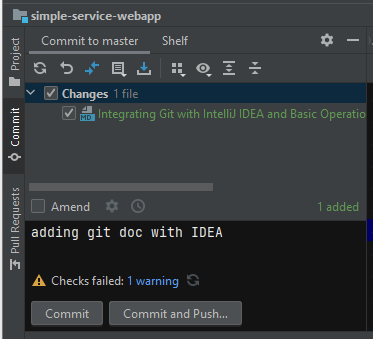 simple-service-webapp
Commit to master Shelf
Project
Commit
Pull Requests
Changes 1 file
MD Integrating Git with IntelliJ IDEA and Basic Operatio
Amend 1 added
adding git doc with IDEA
Checks failed: 1 warning
Commit Commit and Push...